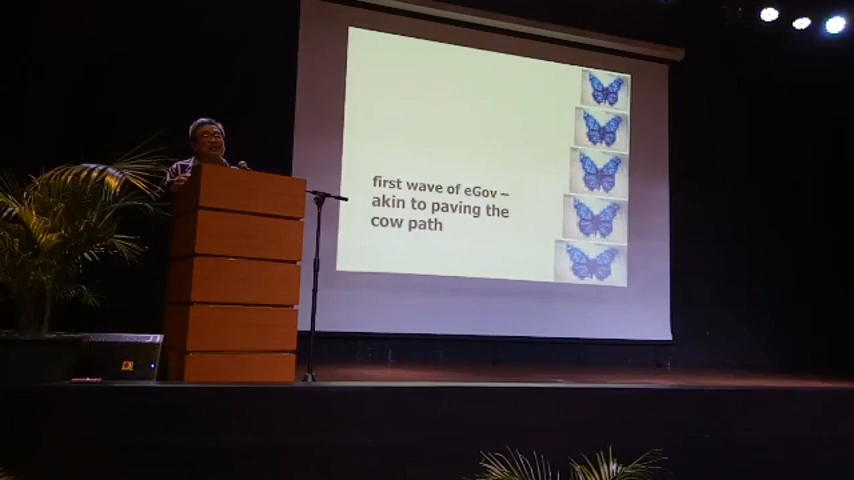 first wave of eGov –
akin to paving the
cow path